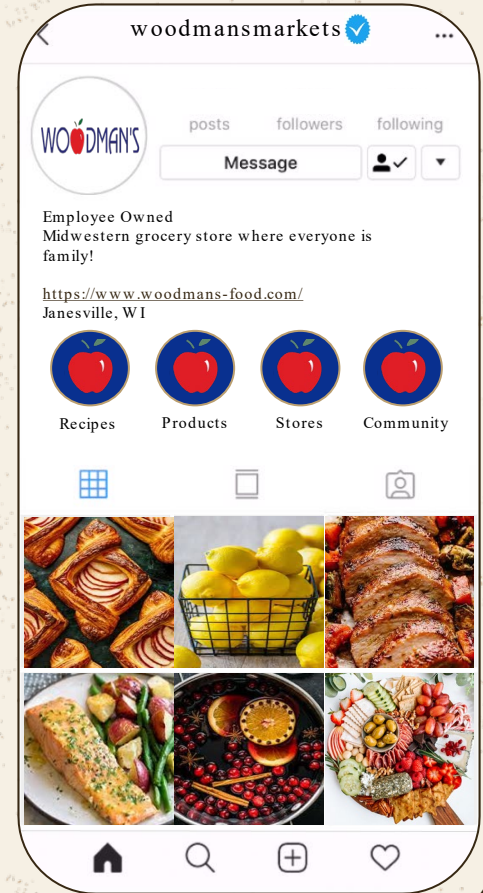 woodmansmarkets
WOODMAN'S
posts followers following
Message
Employee Owned
Midwestern grocery store where everyone is
family!
https://www.woodmans-food.com/
Janesville, WI
Recipes Products Stores Community